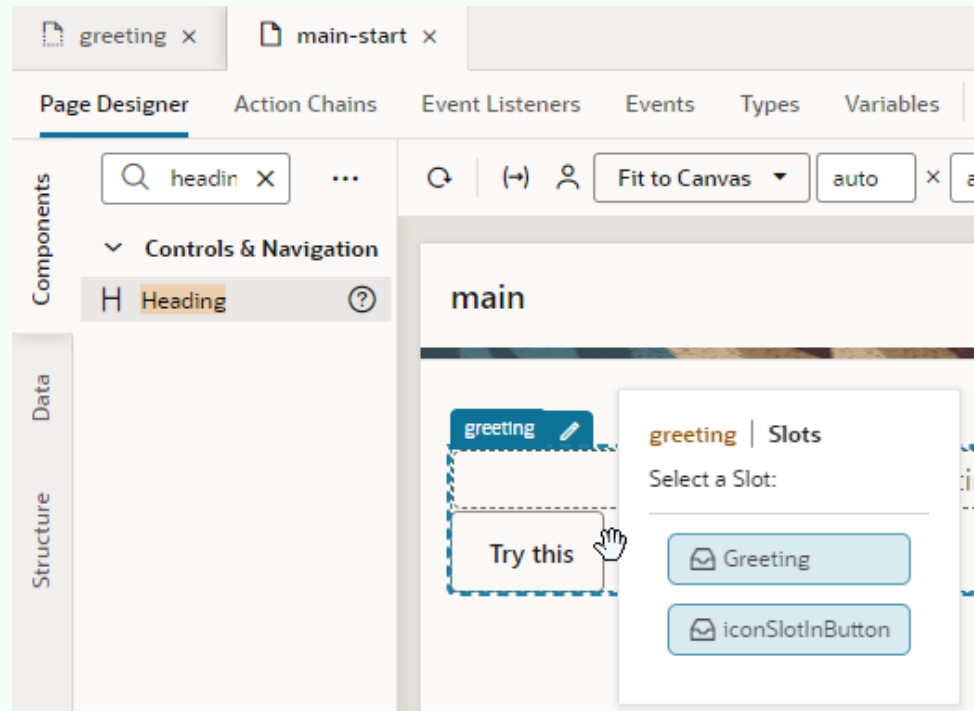 greeting × main-start ×
Page Designer Action Chains Event Listeners Events Types Variables
Components
Data
Structure
headin ×
Controls & Navigation
H Heading ?
Fit to Canvas auto ×
main
greeting
Try this
greeting | Slots
Select a Slot:
Greeting
iconSlotInButton